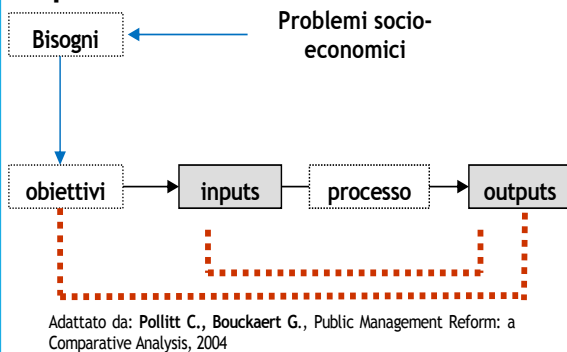 Problemi socio-
economici
Bisogni
obiettivi
inputs
processo
outputs
Adattato da: Pollitt C., Bouckaert G., Public Management Reform: a
Comparative Analysis, 2004